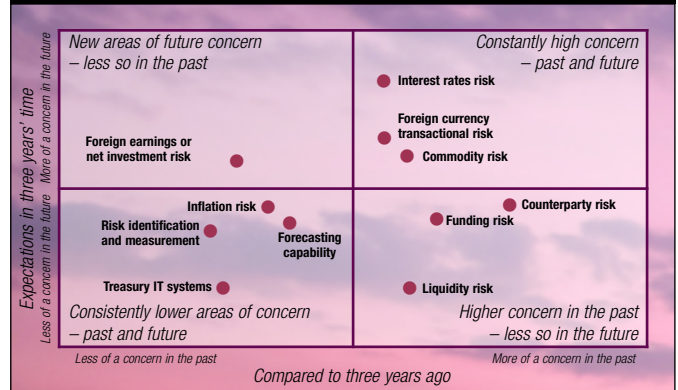 New areas of future concern
– less so in the past
Constantly high concern
– past and future
Interest rates risk
Foreign currency
transactional risk
Commodity risk
Foreign earnings or
net investment risk
Inflation risk
Risk identification
and measurement
Forecasting
capability
Treasury IT systems
Counterparty risk
Funding risk
Liquidity risk
Consistently lower areas of concern
– past and future
Higher concern in the past
– less so in the future
Expectations in three years' time
More of a concern in the future
Less of a concern in the future
Less of a concern in the past
More of a concern in the past
Compared to three years ago